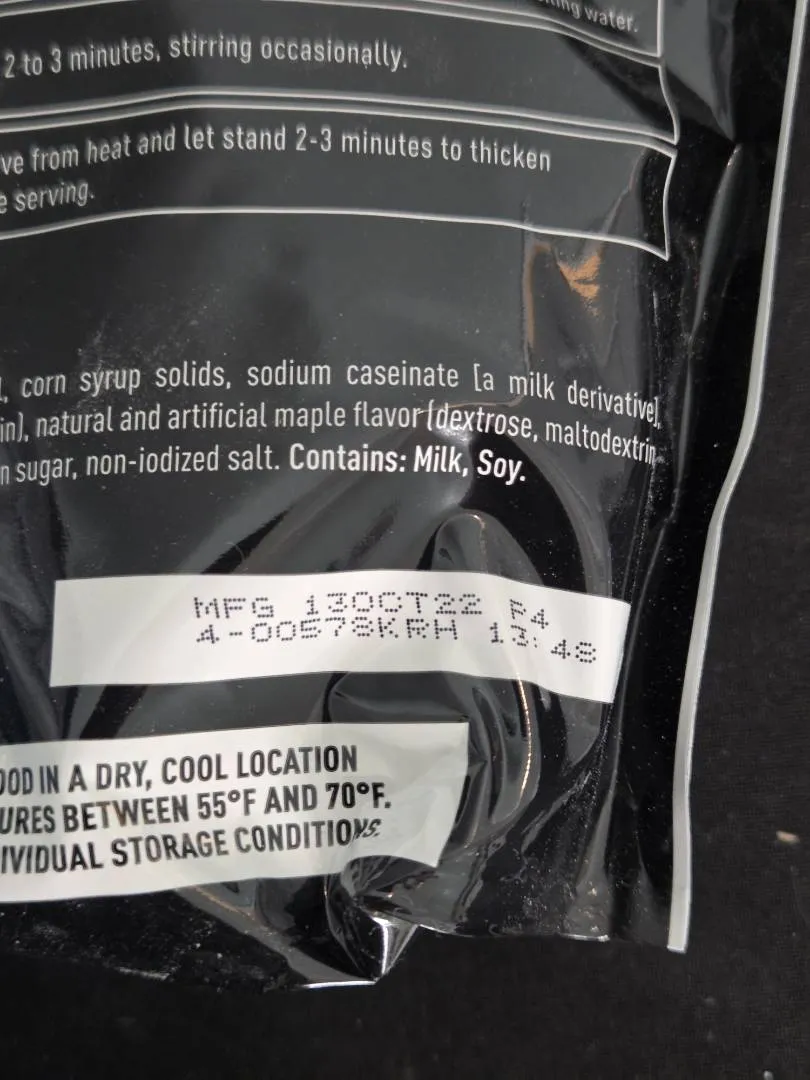 water.
2 to 3 minutes, stirring occasionally.
ve from heat and let stand 2-3 minutes to thicken
e serving.
, corn syrup solids, sodium caseinate [a milk derivative],
in), natural and artificial maple flavor (dextrose, maltodextrin
n sugar, non-iodized salt. Contains: Milk, Soy.
MFG 13OCT22 P4
4-00578KRH 13:48
OOD IN A DRY, COOL LOCATION
URES BETWEEN 55°F AND 70°F.
IVIDUAL STORAGE CONDITIONS.